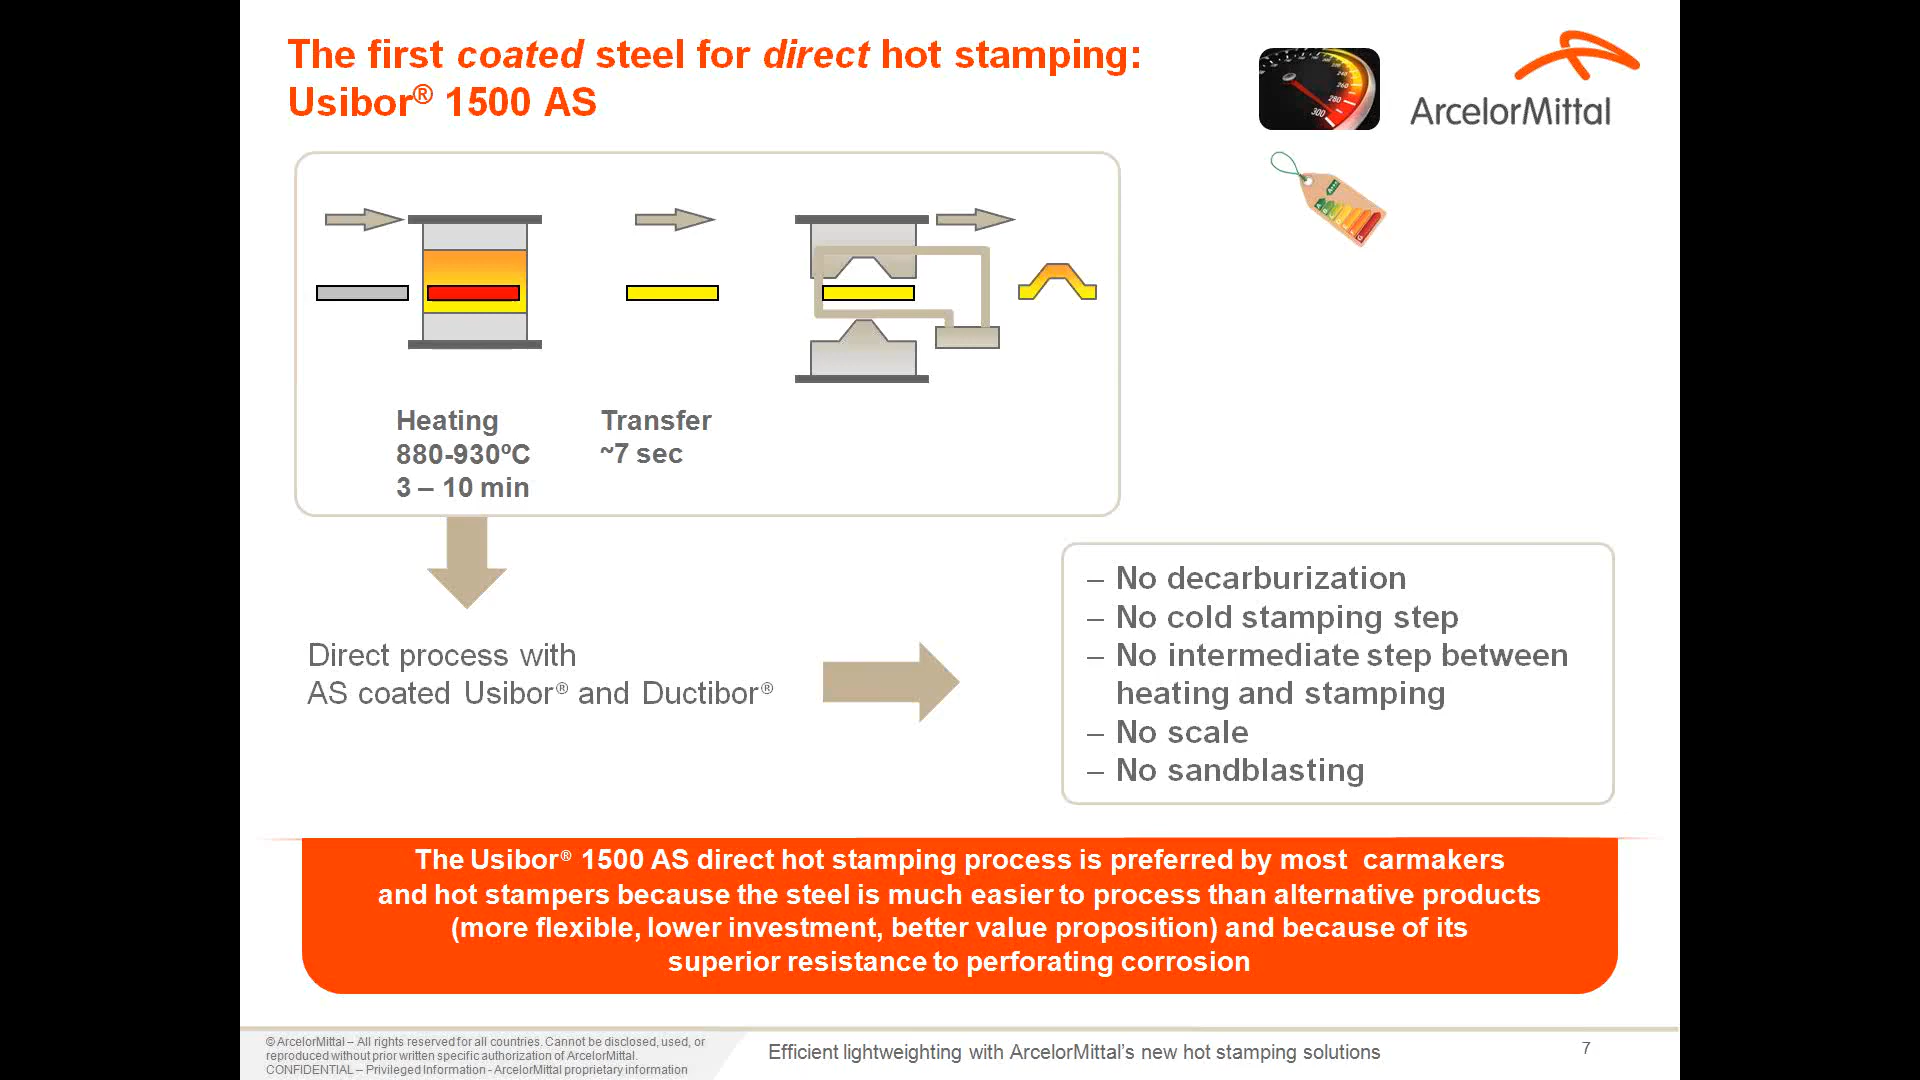 The first coated steel for direct hot stamping:
Usibor® 1500 AS
ArcelorMittal
260
280
300
Heating
880-930ºC
3 – 10 min
Transfer
~7 sec
Direct process with
AS coated Usibor® and Ductibor®
– No decarburization
– No cold stamping step
– No intermediate step between
heating and stamping
– No scale
– No sandblasting
The Usibor® 1500 AS direct hot stamping process is preferred by most carmakers
and hot stampers because the steel is much easier to process than alternative products
(more flexible, lower investment, better value proposition) and because of its
superior resistance to perforating corrosion
© ArcelorMittal – All rights reserved for all countries. Cannot be disclosed, used, or
reproduced without prior written specific authorization of ArcelorMittal.
CONFIDENTIAL – Privileged Information - ArcelorMittal proprietary information
Efficient lightweighting with ArcelorMittal’s new hot stamping solutions
7